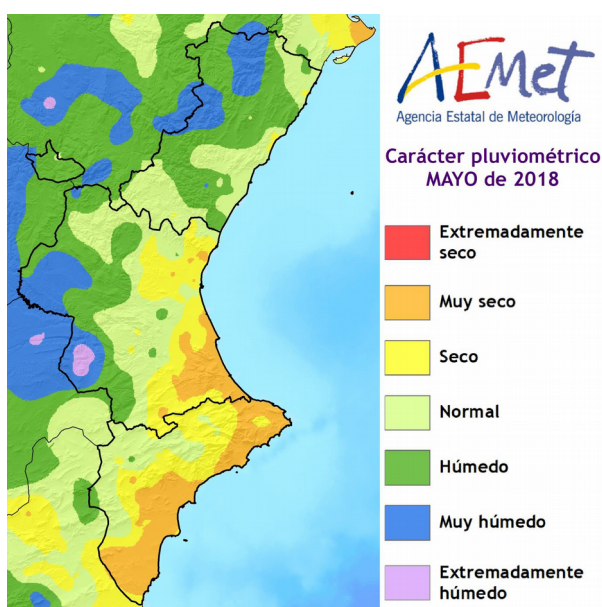 AEMet
Agencia Estatal de Meteorología
Carácter pluviométrico
MAYO de 2018
Extremadamente
seco
Muy seco
Seco
Normal
Húmedo
Muy húmedo
Extremadamente
húmedo